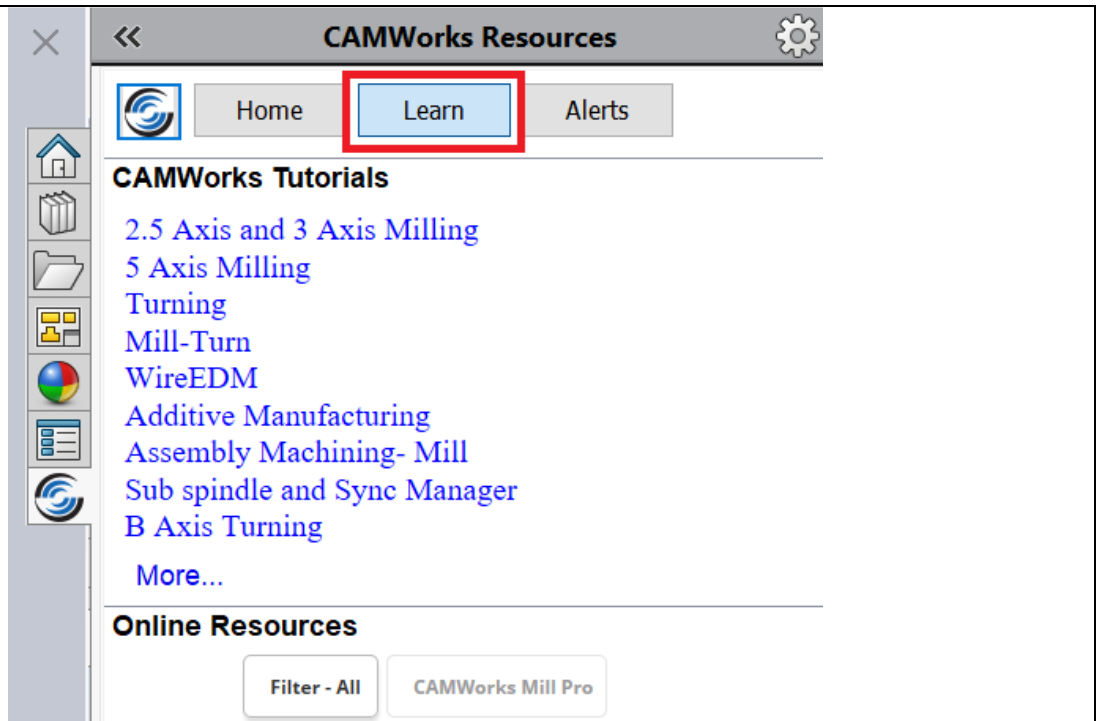 CAMWorks Resources
Home Learn Alerts
CAMWorks Tutorials
2.5 Axis and 3 Axis Milling
5 Axis Milling
Turning
Mill-Turn
WireEDM
Additive Manufacturing
Assembly Machining- Mill
Sub spindle and Sync Manager
B Axis Turning
More...
Online Resources
Filter - All CAMWorks Mill Pro